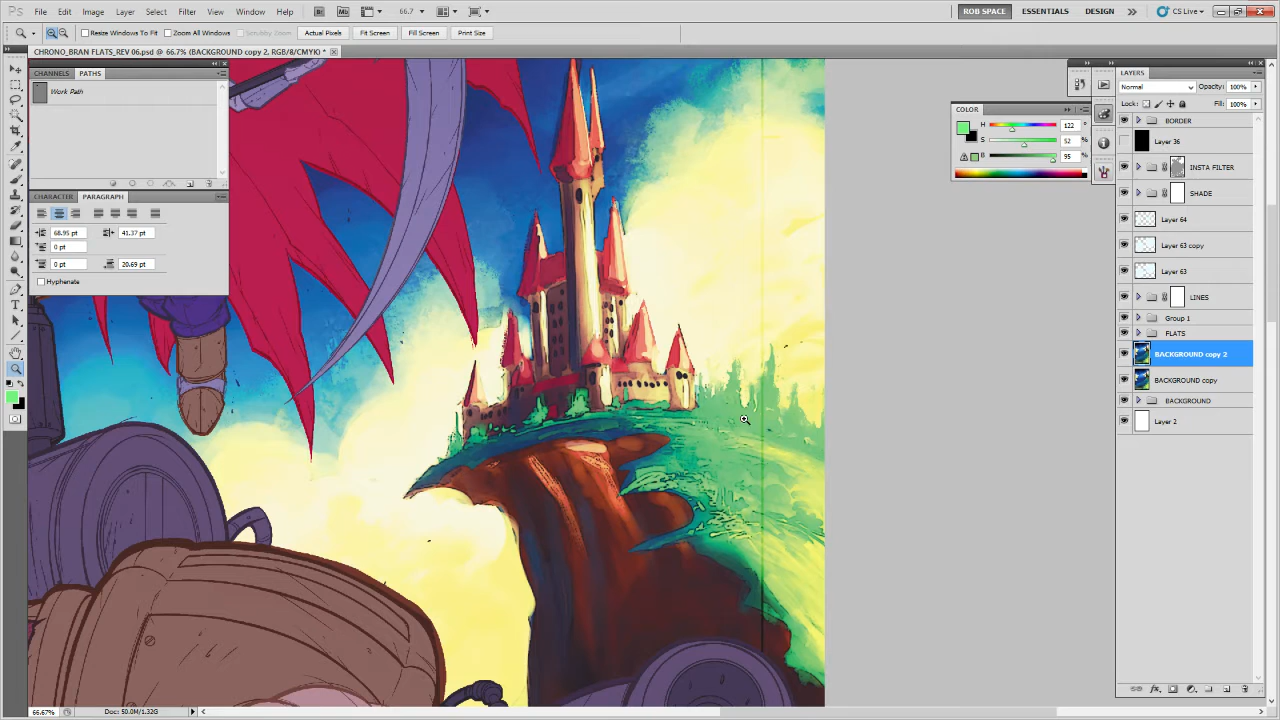 Ps File Edit Image Layer Select Filter Analysis 3D View Window Help Br Mb 66.7 ROB SPACE ESSENTIALS DESIGN CS Live
Resize Windows To Fit Zoom All Windows Scrubby Zoom Actual Pixels Fit Screen Fill Screen Print Size
CHRONO_BRAN FLATS_REV 06.psd @ 66.7% (BACKGROUND copy 2, RGB/8/CMYK) *
CHANNELS PATHS
Work Path
CHARACTER PARAGRAPH
68.95 pt 41.37 pt
0 pt
0 pt 20.69 pt
Hyphenate
COLOR
H 122 °
S 52 %
B 95 %
LAYERS
Normal Opacity: 100%
Lock: Fill: 100%
BORDER
Layer 36
INSTA FILTER
SHADE
Layer 64
Layer 63 copy
Layer 63
LINES
Group 1
FLATS
BACKGROUND copy 2
BACKGROUND copy
BACKGROUND
Layer 2
66.67% Doc: 50.0M/1.32G